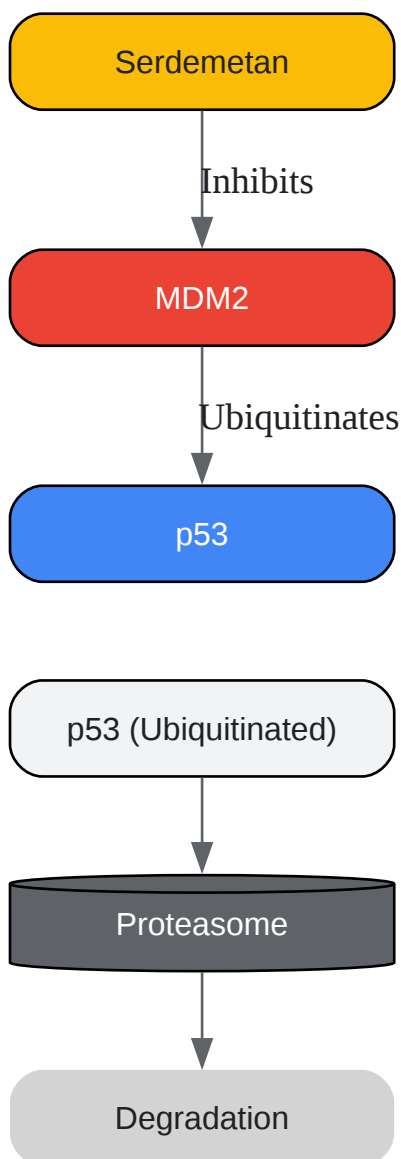 Serdemetan
Inhibits
MDM2
Ubiquitinates
p53
p53 (Ubiquitinated)
Proteasome
Degradation